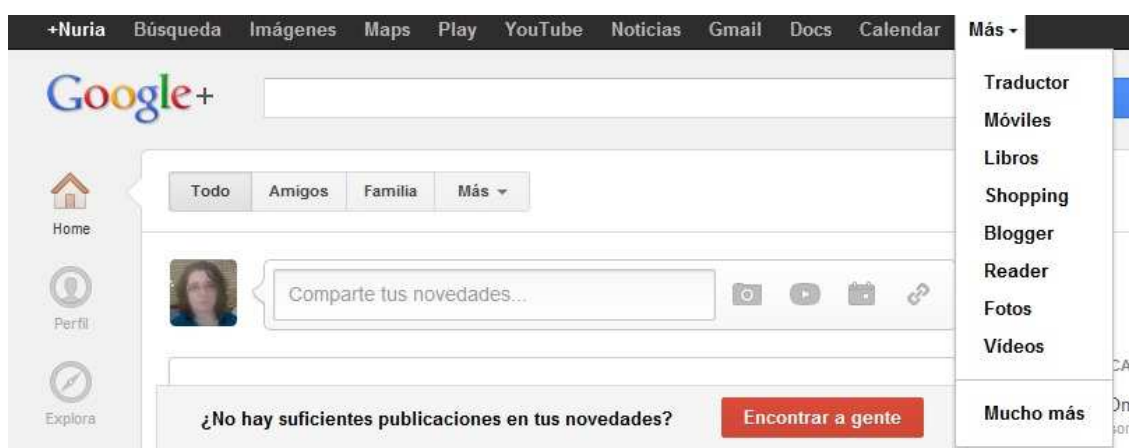 +Nuria Búsqueda Imágenes Maps Play YouTube Noticias Gmail Docs Calendar Más
Google+
Traductor
Móviles
Libros
Shopping
Blogger
Reader
Fotos
Vídeos
Mucho más
Home
Perfil
Explora
Todo Amigos Familia Más
Comparte tus novedades...
¿No hay suficientes publicaciones en tus novedades? Encontrar a gente